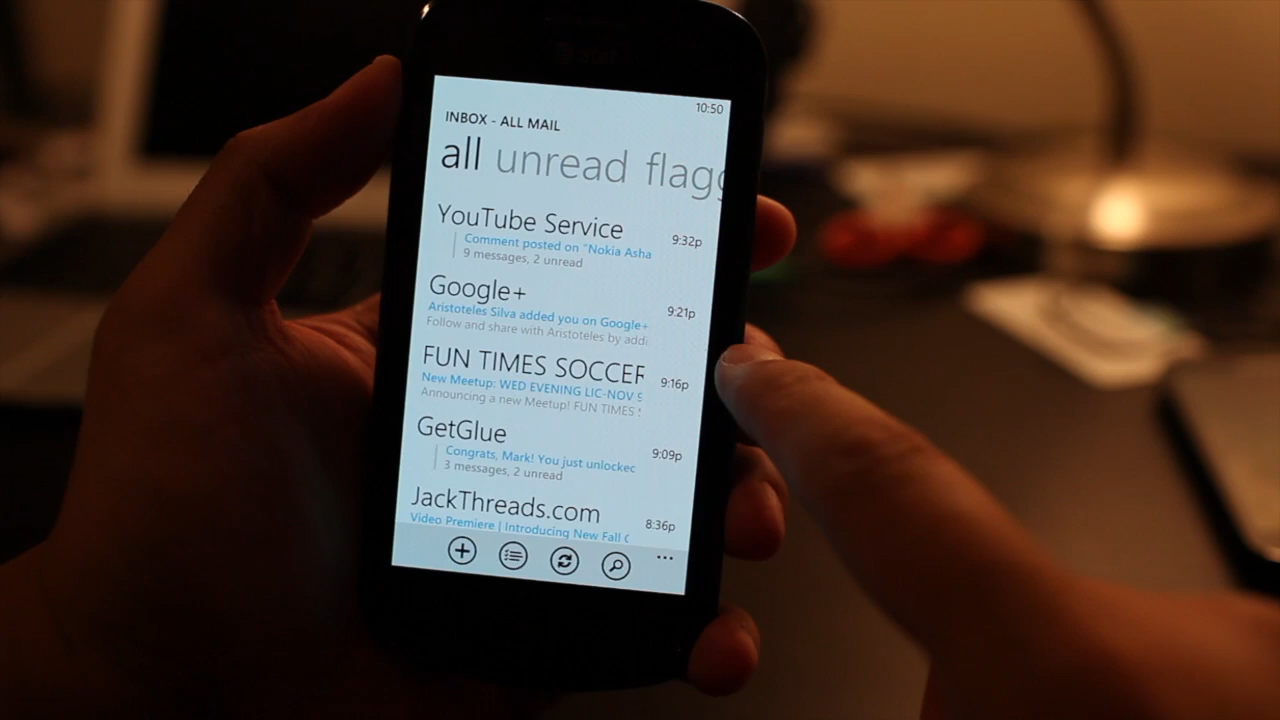 at&t
10:50
INBOX - ALL MAIL
all unread flagg
YouTube Service
9:32p
Comment posted on "Nokia Asha
9 messages, 2 unread
Google+
9:21p
Aristoteles Silva added you on Google+
Follow and share with Aristoteles by addi
FUN TIMES SOCCER
9:16p
New Meetup: WED EVENING LIC-NOV 9
Announcing a new Meetup! FUN TIMES
GetGlue
9:09p
Congrats, Mark! You just unlocked
3 messages, 2 unread
JackThreads.com
8:36p
Video Premiere | Introducing New Fall